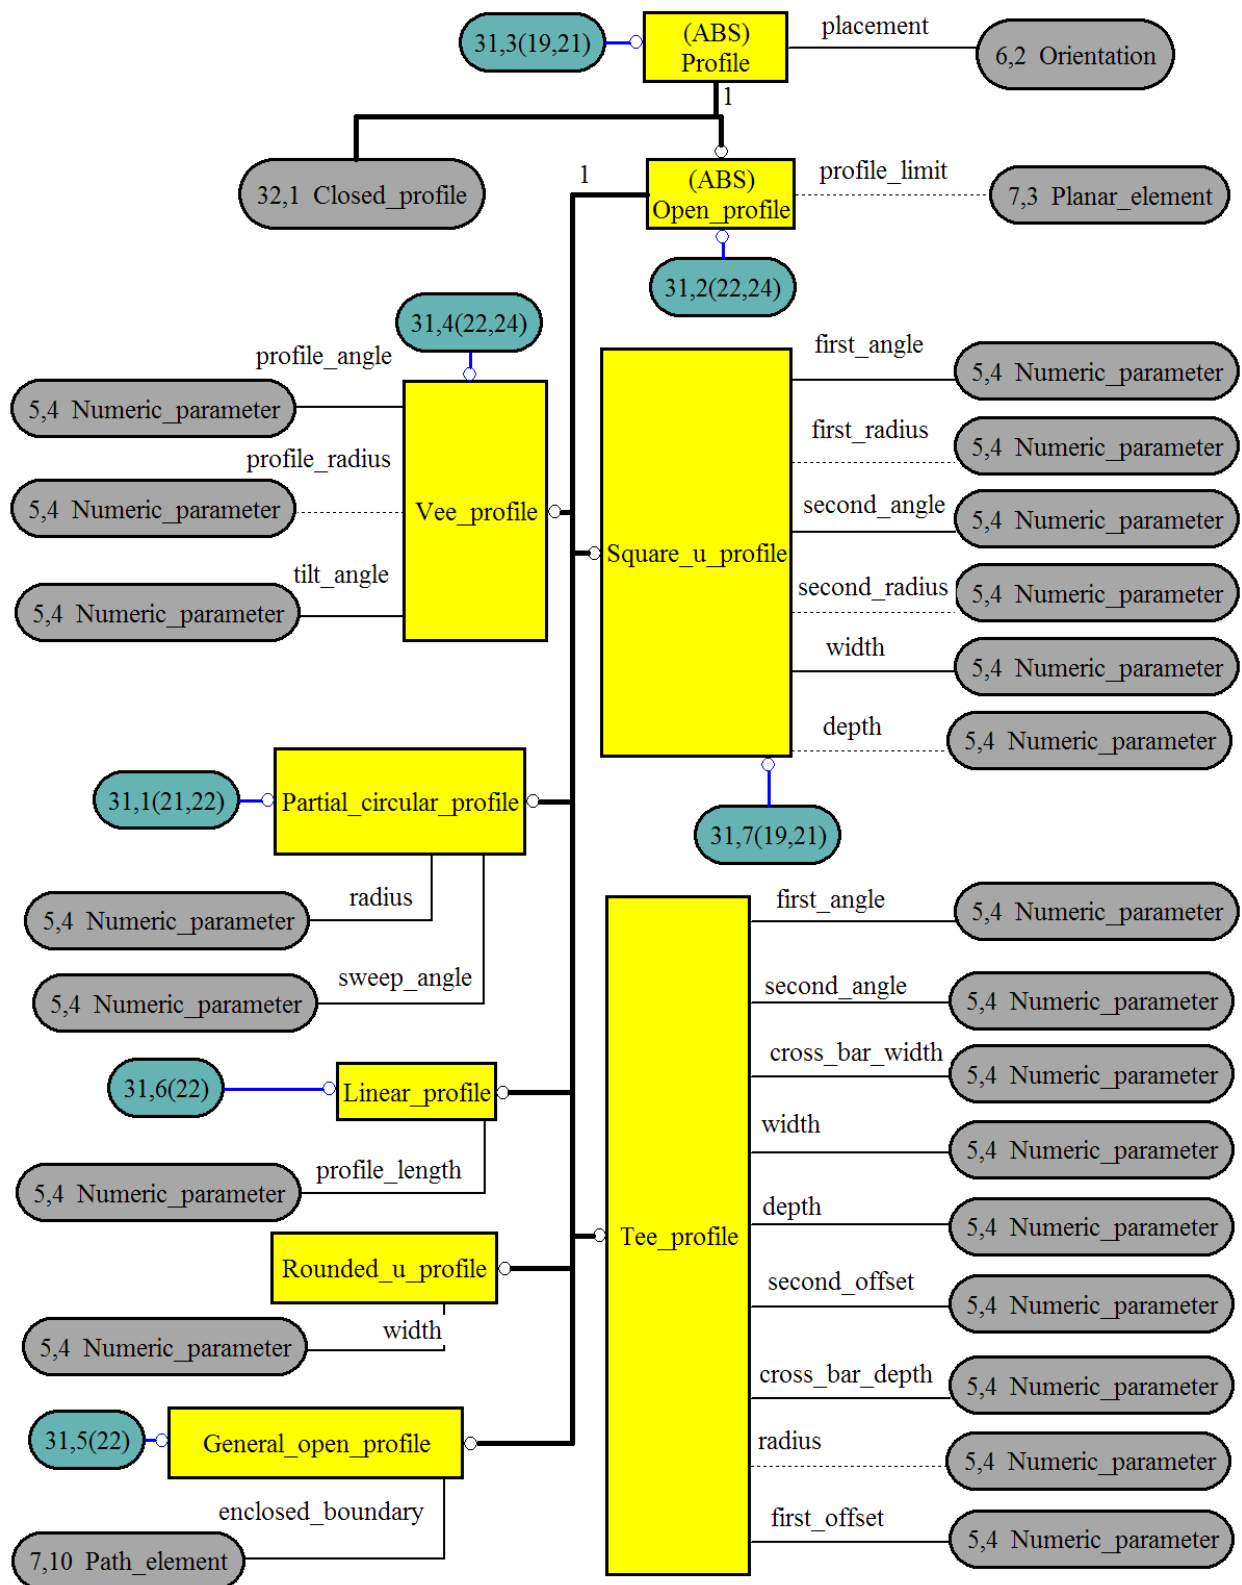 31,3(19,21)
(ABS)
Profile
placement
6,2 Orientation
1
32,1 Closed_profile
1
(ABS)
Open_profile
profile_limit
7,3 Planar_element
31,2(22,24)
31,4(22,24)
profile_angle
5,4 Numeric_parameter
profile_radius
5,4 Numeric_parameter
tilt_angle
5,4 Numeric_parameter
Vee_profile
Square_u_profile
first_angle
5,4 Numeric_parameter
first_radius
5,4 Numeric_parameter
second_angle
5,4 Numeric_parameter
second_radius
5,4 Numeric_parameter
width
5,4 Numeric_parameter
depth
5,4 Numeric_parameter
31,7(19,21)
31,1(21,22)
Partial_circular_profile
radius
5,4 Numeric_parameter
sweep_angle
5,4 Numeric_parameter
31,6(22)
Linear_profile
profile_length
5,4 Numeric_parameter
Rounded_u_profile
width
5,4 Numeric_parameter
31,5(22)
General_open_profile
enclosed_boundary
7,10 Path_element
Tee_profile
first_angle
5,4 Numeric_parameter
second_angle
5,4 Numeric_parameter
cross_bar_width
5,4 Numeric_parameter
width
5,4 Numeric_parameter
depth
5,4 Numeric_parameter
second_offset
5,4 Numeric_parameter
cross_bar_depth
5,4 Numeric_parameter
radius
5,4 Numeric_parameter
first_offset
5,4 Numeric_parameter